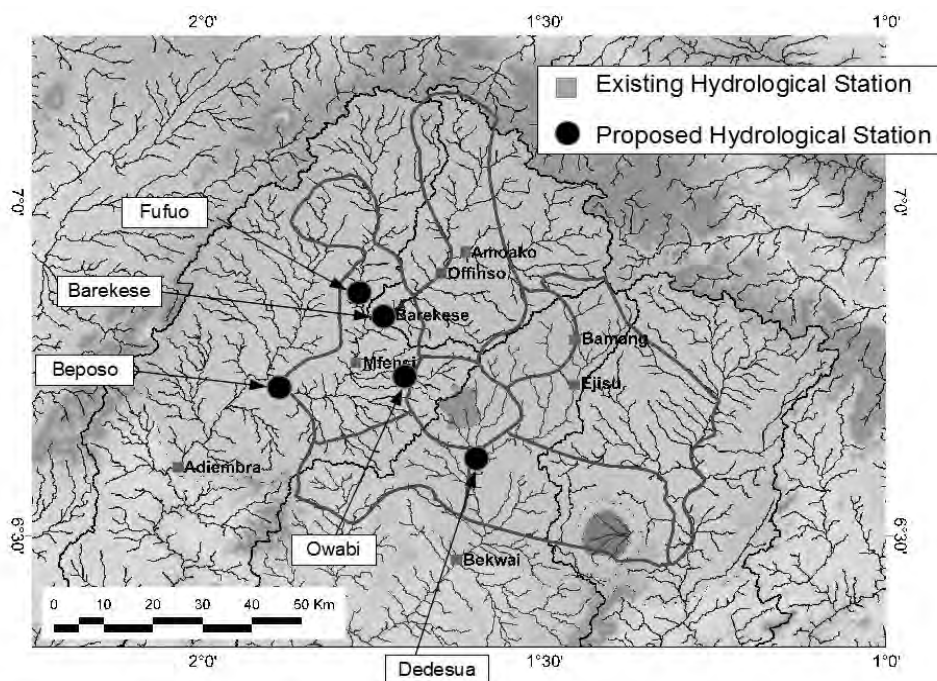 2°0' 1°30' 1°0'
Existing Hydrological Station
Proposed Hydrological Station
7°0' 7°0'
Fufuo
Amoako
Offinso
Barekese
Barekese
Bamong
Mfensi
Beposo
Ejisu
Adiembra
6°30' 6°30'
Owabi
Bekwai
0 10 20 30 40 50 Km
2°0' 1°30' 1°0'
Dedesua